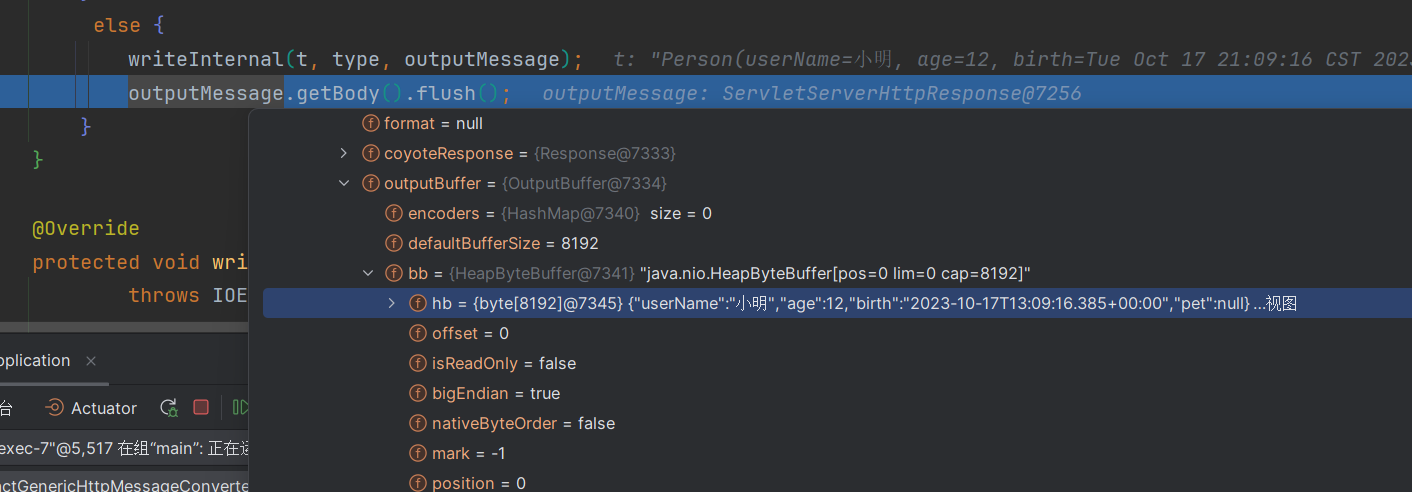 else {
writeInternal(t, type, outputMessage); t: "Person(userName=小明, age=12, birth=Tue Oct 17 21:09:16 CST 2023
outputMessage.getBody().flush(); outputMessage: ServletServerHttpResponse@7256
}
}
f format = null
f coyoteResponse = {Response@7333}
f outputBuffer = {OutputBuffer@7334}
f encoders = {HashMap@7340} size = 0
f defaultBufferSize = 8192
f bb = {HeapByteBuffer@7341} "java.nio.HeapByteBuffer[pos=0 lim=0 cap=8192]"
f hb = {byte[8192]@7345} {"userName":"小明","age":12,"birth":"2023-10-17T13:09:16.385+00:00","pet":null} ...视图
f offset = 0
f isReadOnly = false
f bigEndian = true
f nativeByteOrder = false
f mark = -1
f position = 0
@Override
protected void wri
throws IOE
pplication
台 Actuator
exec-7"@5,517 在组"main": 正在运
actGenericHttpMessageConverte